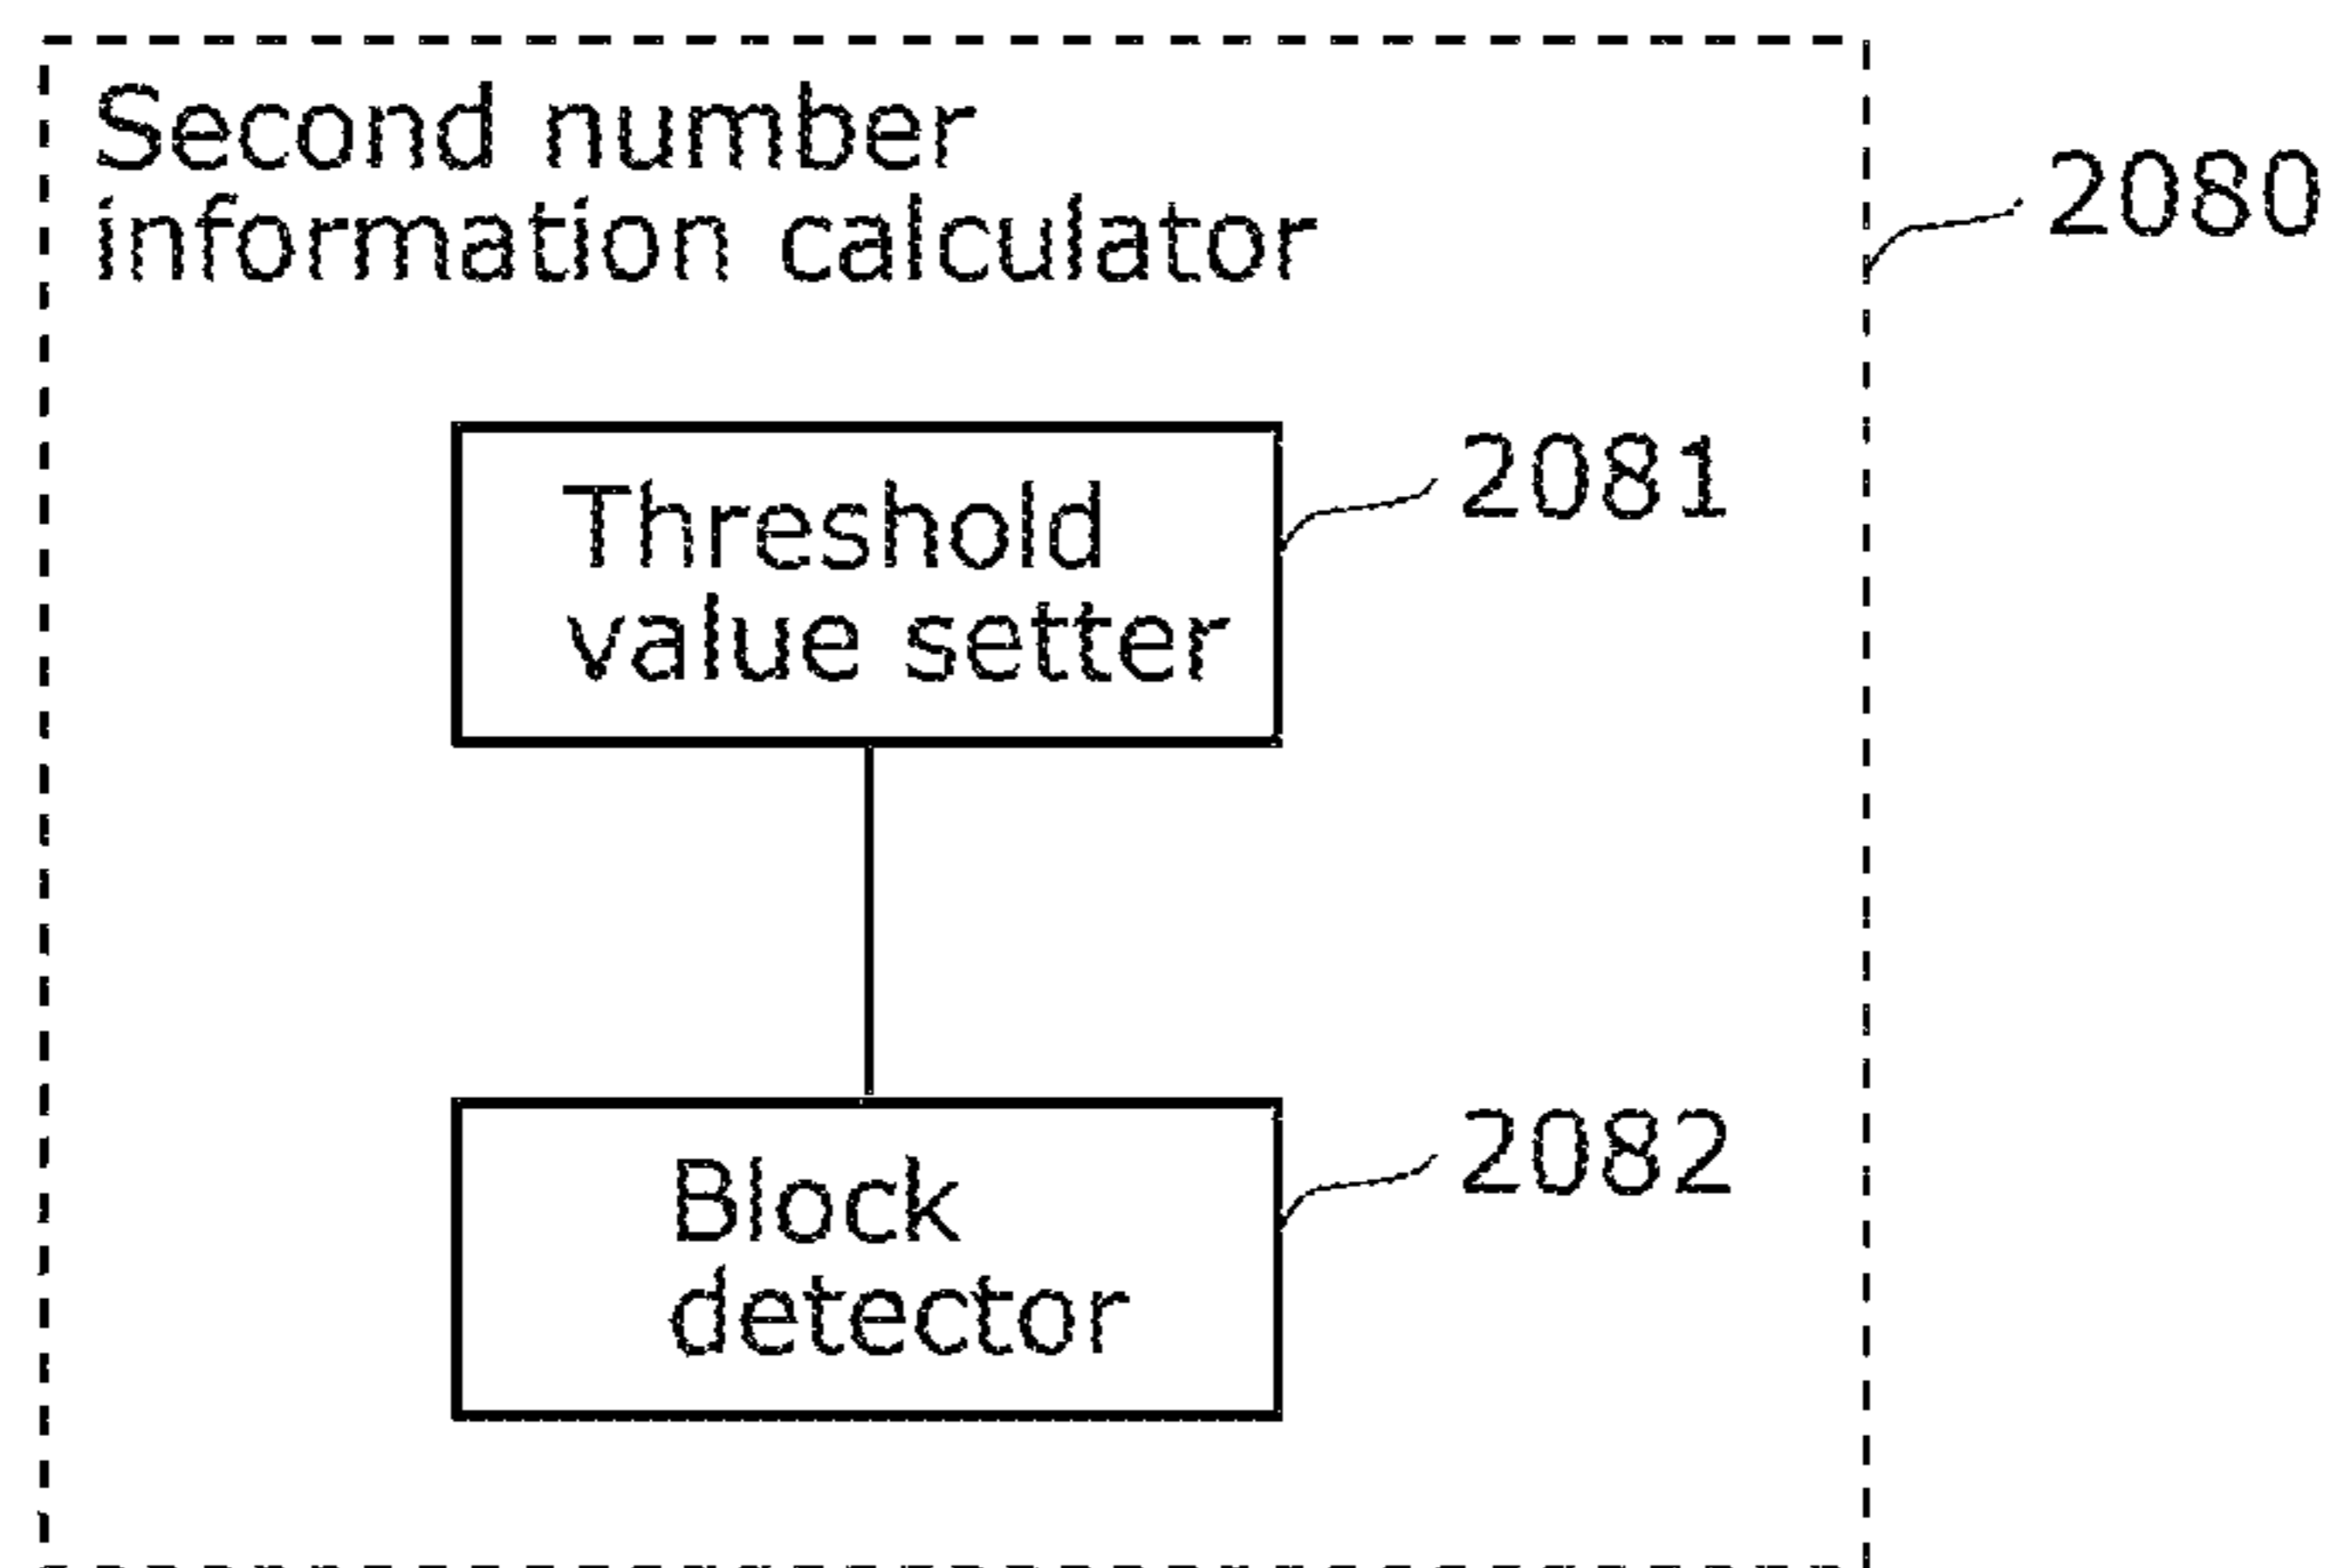 Second number
information calculator
2080
Threshold
value setter
2081
Block
detector
2082